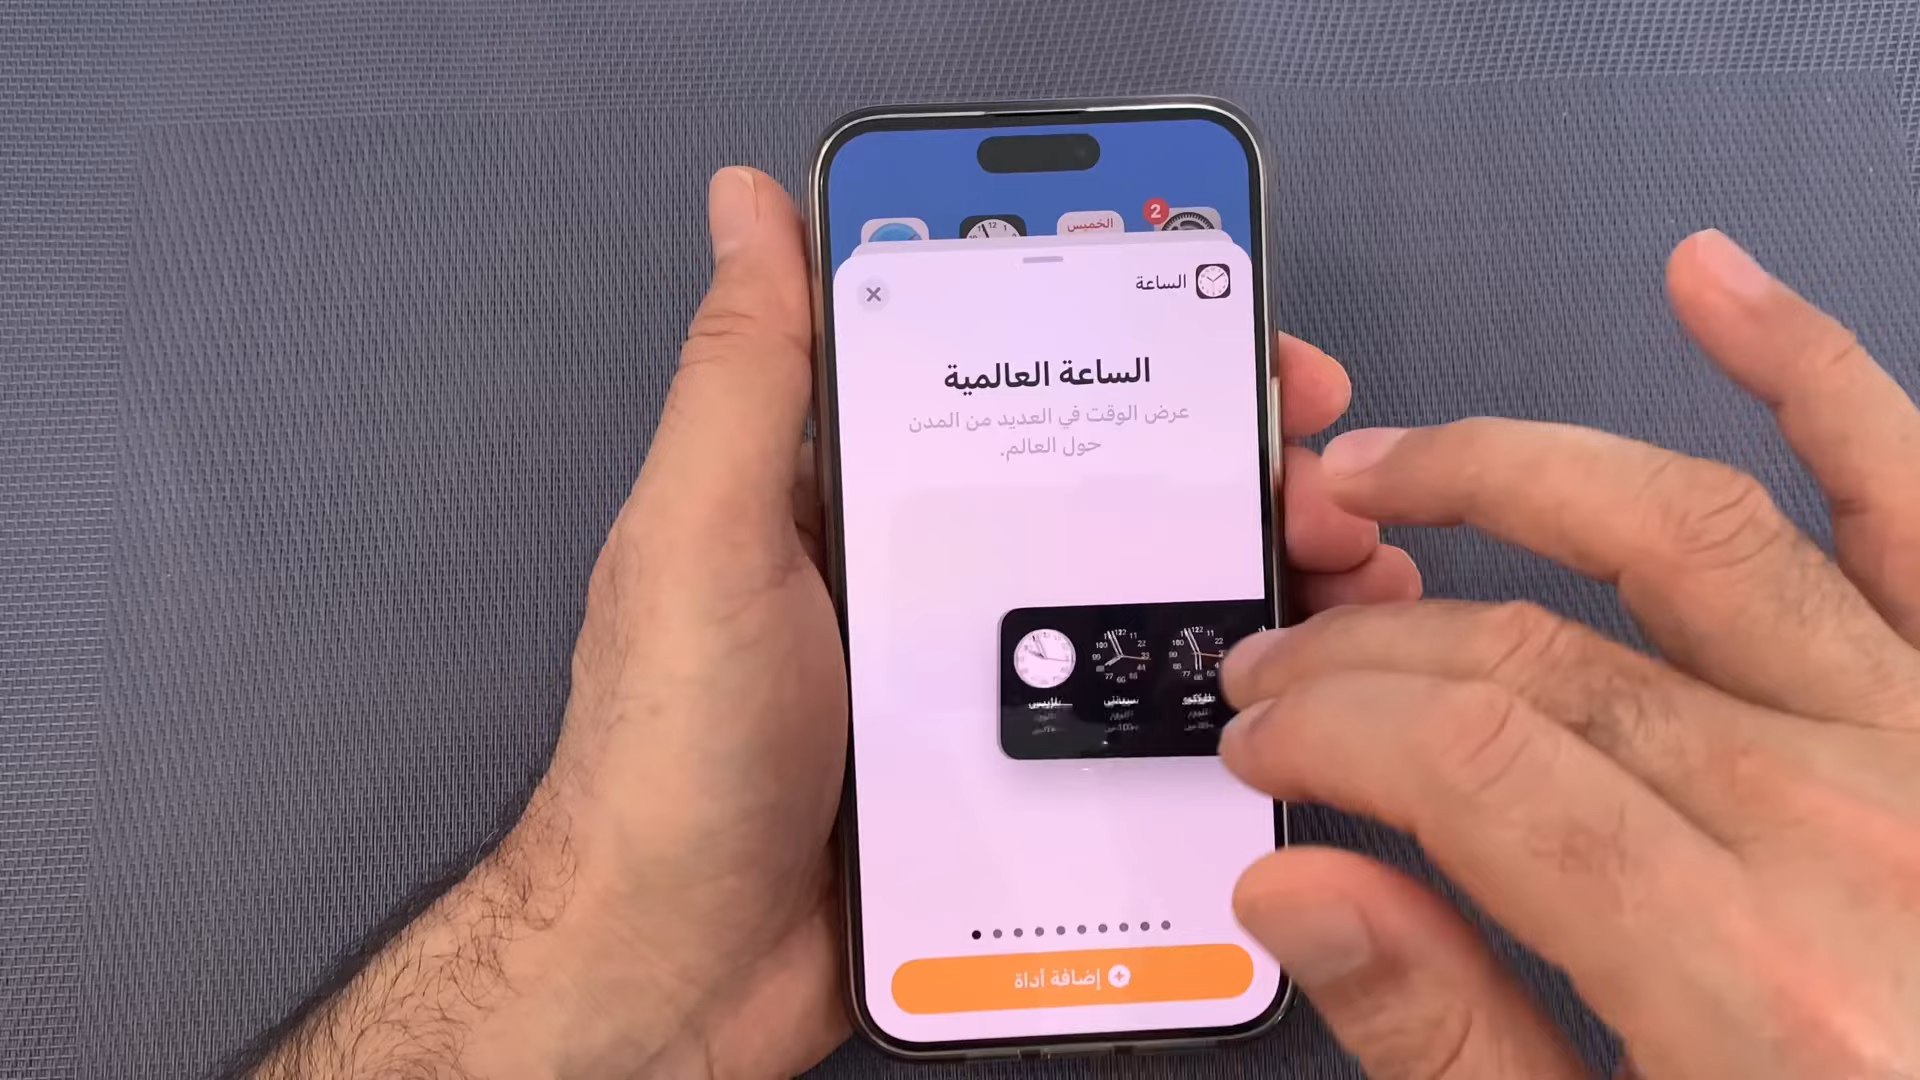 الخميس
2
الساعة
الساعة العالمية
عرض الوقت في العديد من المدن
حول العالم.
إضافة أداة